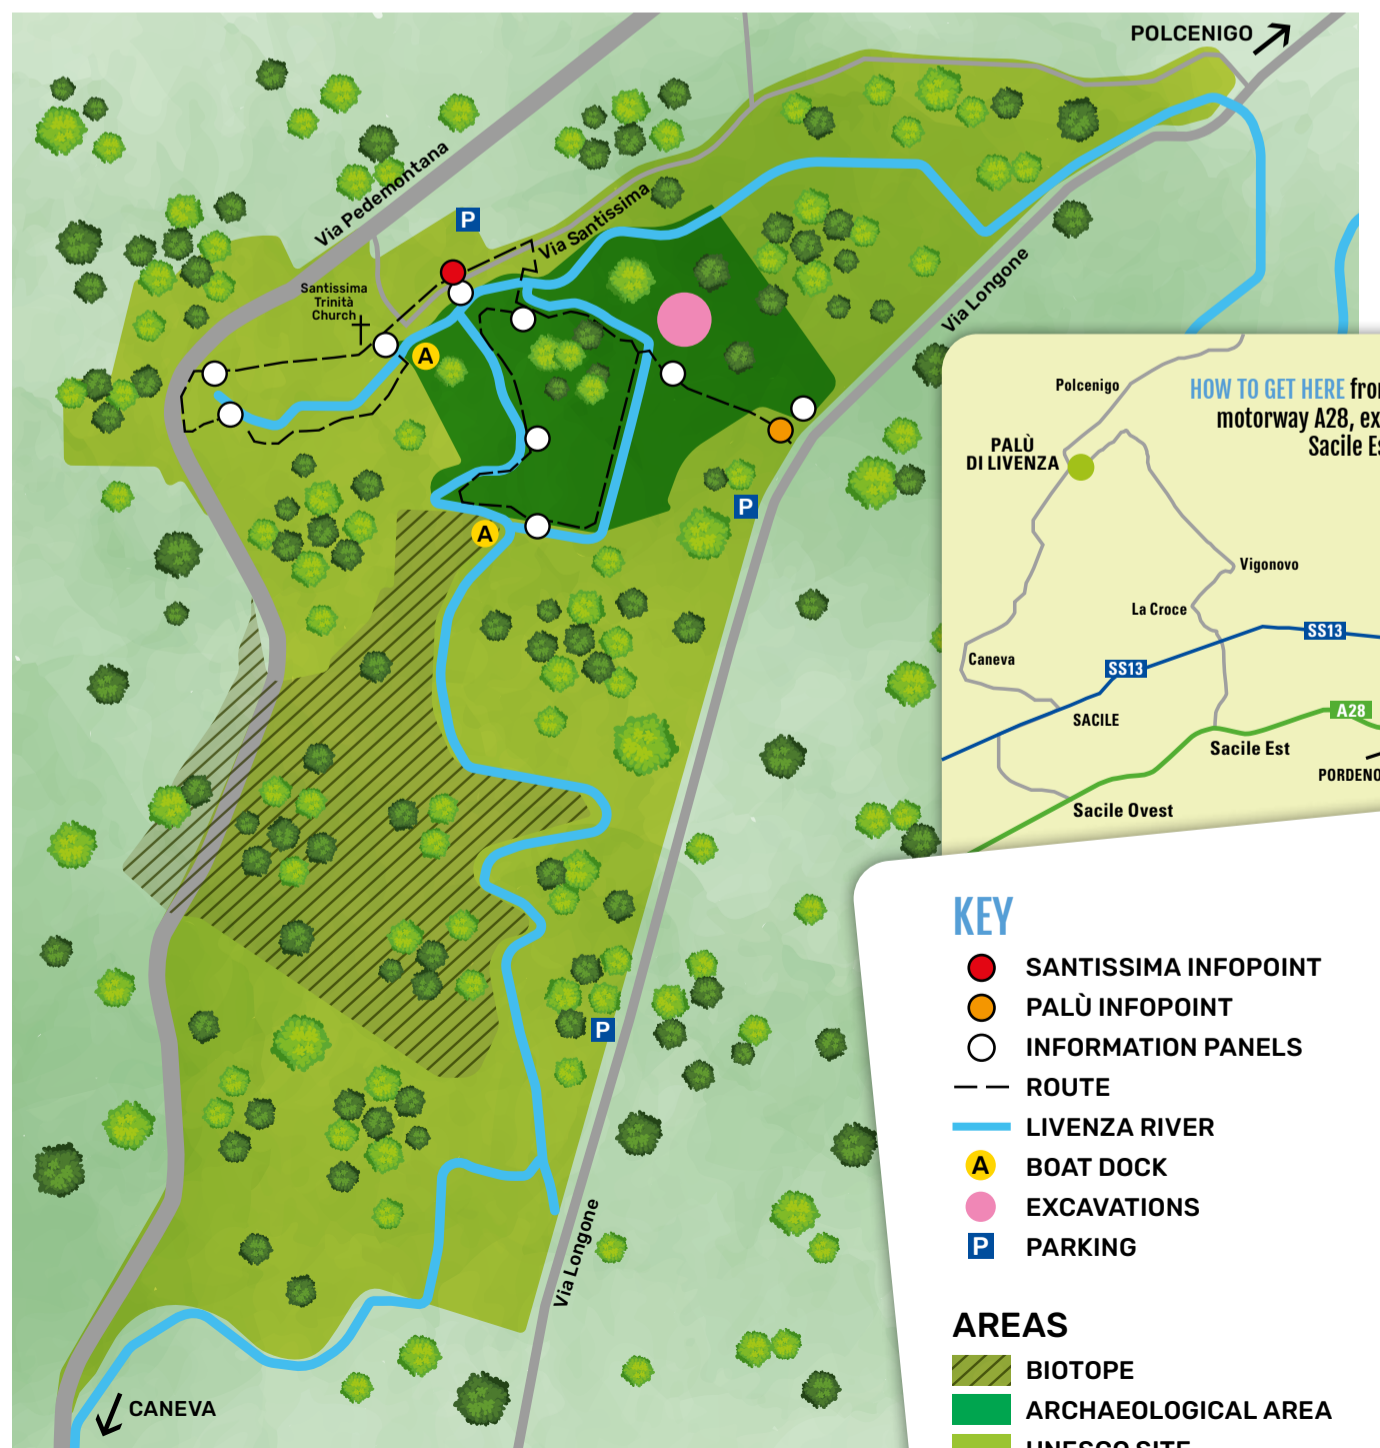 POLCENIGO
Via Pedemontana
P
Via Santissima
Santissima
Trinità
Church
A
Via Longone
P
A
Polcenigo
HOW TO GET HERE
motorway A28,
Sacile
PALÙ
DI LIVENZA
Vigonovo
La Croce
SS13
Caneva
SS13
SACILE
A28
Sacile Est
Sacile Ovest
P
Via Longone
CANEVA
KEY
SANTISSIMA INFOPOINT
PALÙ INFOPOINT
INFORMATION PANELS
ROUTE
LIVENZA RIVER
A BOAT DOCK
EXCAVATIONS
P PARKING
AREAS
BIOTOPE
ARCHAEOLOGICAL AREA
UNESCO SITE